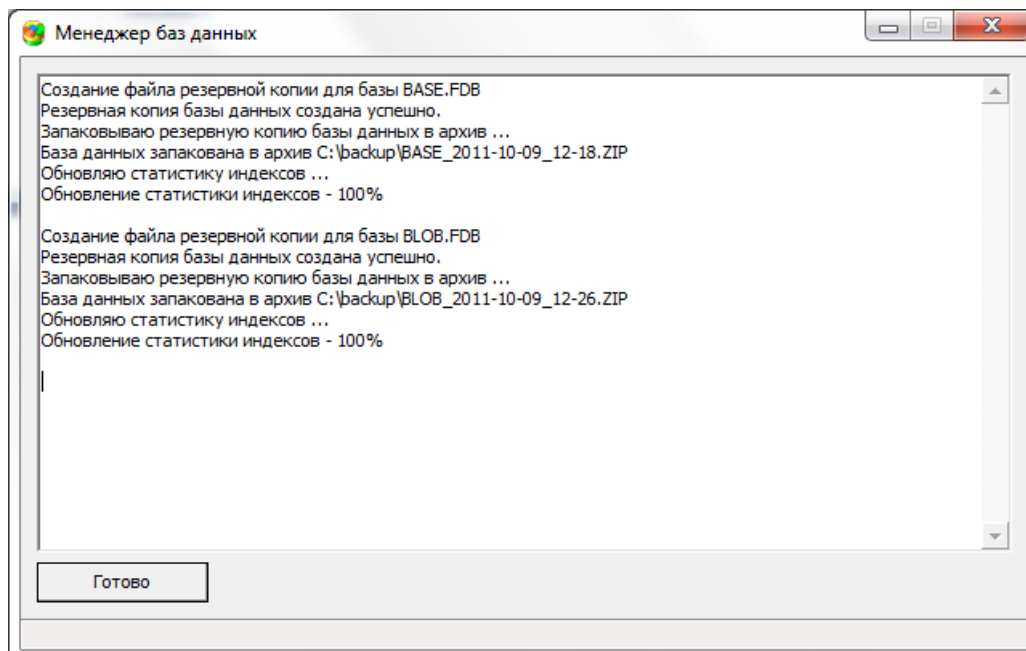 Менеджер баз данных
Создание файла резервной копии для базы BASE.FDB
Резервная копия базы данных создана успешно.
Запаковываю резервную копию базы данных в архив ...
База данных запакована в архив C:\backup\BASE_2011-10-09_12-18.ZIP
Обновляю статистику индексов ...
Обновление статистики индексов - 100%
Создание файла резервной копии для базы BLOB.FDB
Резервная копия базы данных создана успешно.
Запаковываю резервную копию базы данных в архив ...
База данных запакована в архив C:\backup\BLOB_2011-10-09_12-26.ZIP
Обновляю статистику индексов ...
Обновление статистики индексов - 100%
Готово